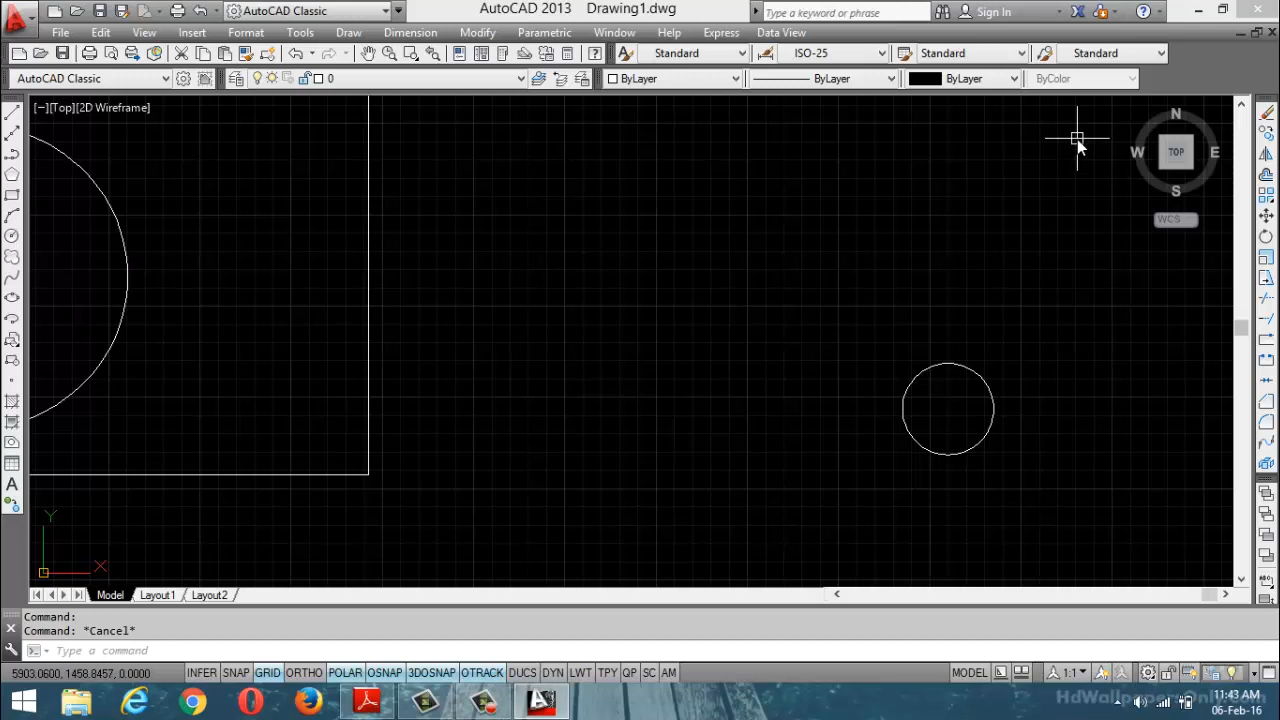 AutoCAD Classic
AutoCAD 2013 Drawing1.dwg
Type a keyword or phrase
Sign In
File Edit View Insert Format Tools Draw Dimension Modify Parametric Window Help Express Data View
Standard ISO-25 Standard Standard
AutoCAD Classic 0 ByLayer ByLayer ByLayer ByColor
[−][Top][2D Wireframe]
N
W TOP E
S
WCS
A
Y
X
Model Layout1 Layout2
Command:
Command: *Cancel*
Type a command
5903.0600, 1458.8457, 0.0000 INFER SNAP GRID ORTHO POLAR OSNAP 3DOSNAP OTRACK DUCS DYN LWT TPY QP SC AM MODEL 1:1
11:43 AM
HdWallpapersOnly.com
06-Feb-16